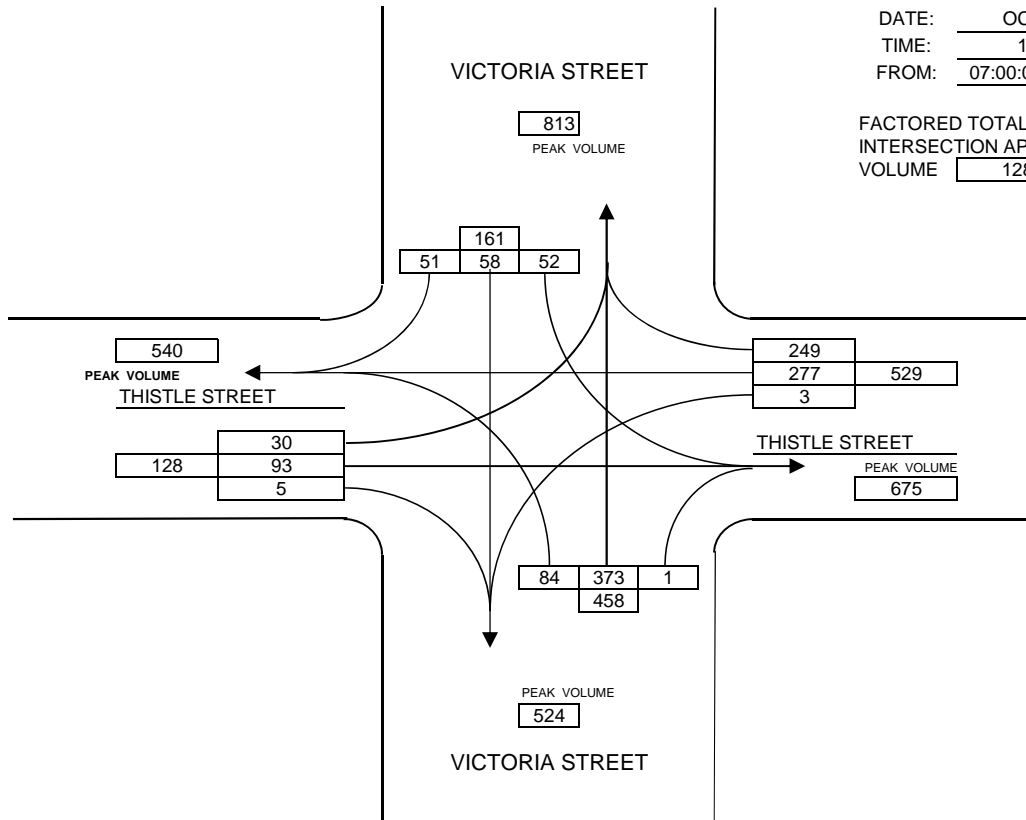 DATE:
TIME:
FROM:
VICTORIA STREET
813
PEAK VOLUME
FACTORED TOTAL
INTERSECTION
VOLUME
161
51 58 52
540
PEAK VOLUME
THISTLE STREET
249
277 529
3
30
128 93
5
THISTLE STREET
PEAK VOLUME
675
84 373 1
458
PEAK VOLUME
524
VICTORIA STREET